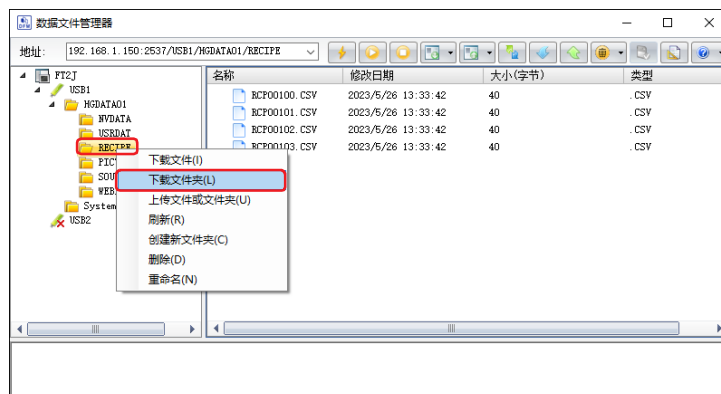 数据文件管理器
地址: 192.168.1.150:2537/USB1/HGDATA01/RECIPE
FT2J
USB1
HGDATA01
NVDATA
USRDAT
RECIPE
System
USB2
名称 修改日期 大小(字节) 类型
RCP00100.CSV 2023/5/26 13:33:42 40 .CSV
RCP00101.CSV 2023/5/26 13:33:42 40 .CSV
RCP00102.CSV 2023/5/26 13:33:42 40 .CSV
RCP00103.CSV 2023/5/26 13:33:42 40 .CSV
下载文件(I)
下载文件夹(L)
上传文件或文件夹(U)
刷新(R)
创建新文件夹(C)
删除(D)
重命名(N)